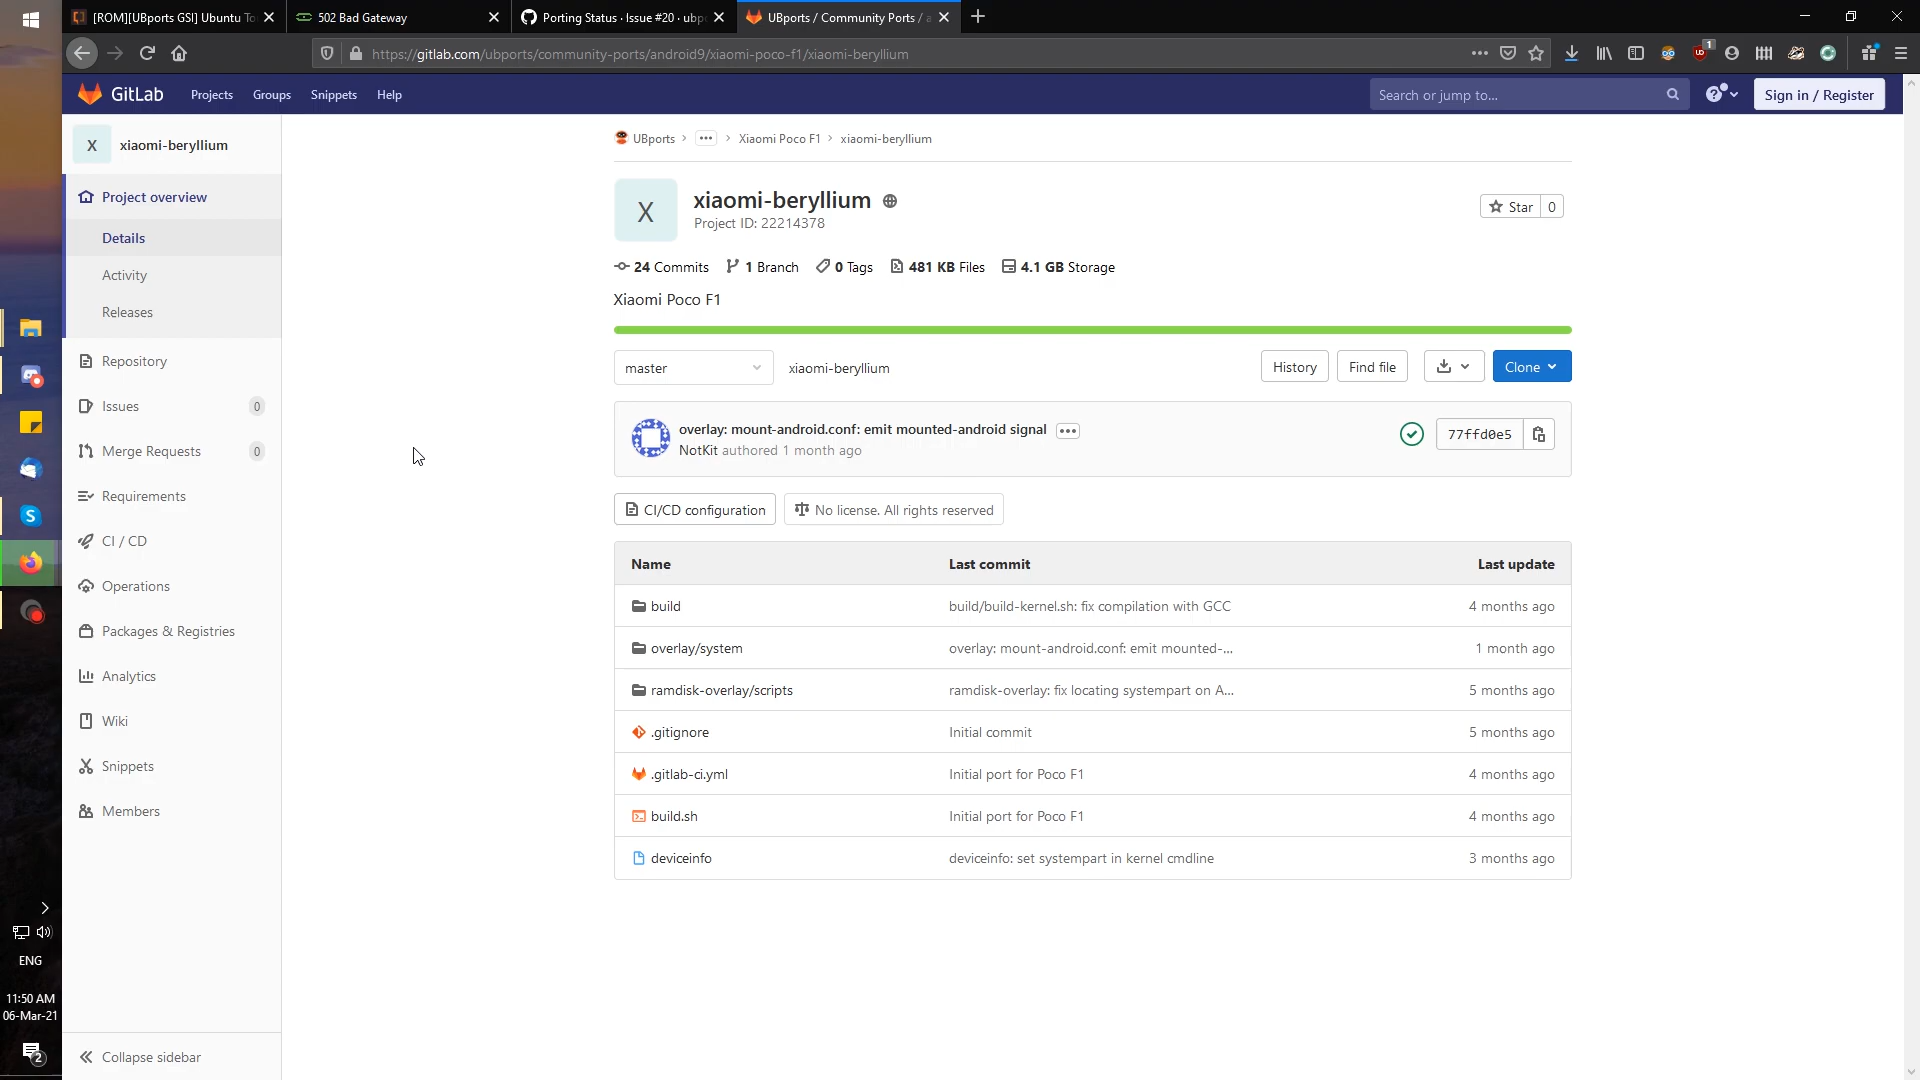 [ROM][UBports GSI] Ubuntu To
502 Bad Gateway
Porting Status · Issue #20 · ubp
UBports / Community Ports / a
https://gitlab.com/ubports/community-ports/android9/xiaomi-poco-f1/xiaomi-beryllium
1
GitLab
Projects
Groups
Snippets
Help
Search or jump to...
Sign in / Register
X
xiaomi-beryllium
Project overview
Details
Activity
Releases
Repository
Issues
0
Merge Requests
0
Requirements
CI / CD
Operations
Packages & Registries
Analytics
Wiki
Snippets
Members
Collapse sidebar
UBports › ••• › Xiaomi Poco F1 › xiaomi-beryllium
X
xiaomi-beryllium
Project ID: 22214378
Star
0
24 Commits
1 Branch
0 Tags
481 KB Files
4.1 GB Storage
Xiaomi Poco F1
master
xiaomi-beryllium
History
Find file
Clone
overlay: mount-android.conf: emit mounted-android signal
NotKit authored 1 month ago
77ffd0e5
CI/CD configuration
No license. All rights reserved
Name Last commit Last update
build build/build-kernel.sh: fix compilation with GCC 4 months ago
overlay/system overlay: mount-android.conf: emit mounted-... 1 month ago
ramdisk-overlay/scripts ramdisk-overlay: fix locating systempart on A... 5 months ago
.gitignore Initial commit 5 months ago
.gitlab-ci.yml Initial port for Poco F1 4 months ago
build.sh Initial port for Poco F1 4 months ago
deviceinfo deviceinfo: set systempart in kernel cmdline 3 months ago
S
ENG
11:50 AM
06-Mar-21
2